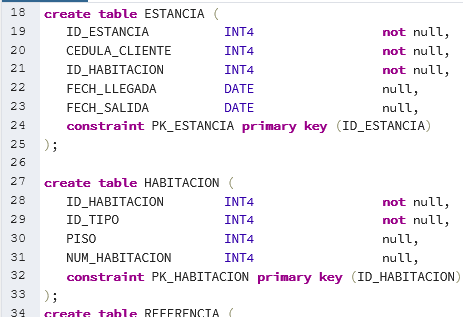 18 create table ESTANCIA (
19 ID_ESTANCIA INT4 not null,
20 CEDULA_CLIENTE INT4 not null,
21 ID_HABITACION INT4 not null,
22 FECH_LLEGADA DATE null,
23 FECH_SALIDA DATE null,
24 constraint PK_ESTANCIA primary key (ID_ESTANCIA)
25 );
26
27 create table HABITACION (
28 ID_HABITACION INT4 not null,
29 ID_TIPO INT4 not null,
30 PISO INT4 null,
31 NUM_HABITACION INT4 null,
32 constraint PK_HABITACION primary key (ID_HABITACION)
33 );
34 create table REFERENCIA (